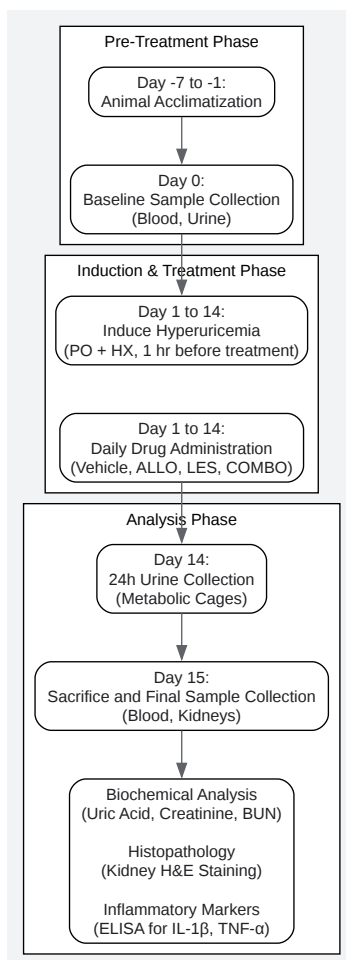 Pre-Treatment Phase
Day -7 to -1:
Animal Acclimatization
Day 0:
Baseline Sample Collection
(Blood, Urine)
Induction & Treatment Phase
Day 1 to 14:
Induce Hyperuricemia
(PO + HX, 1 hr before treatment)
Day 1 to 14:
Daily Drug Administration
(Vehicle, ALLO, LES, COMBO)
Analysis Phase
Day 14:
24h Urine Collection
(Metabolic Cages)
Day 15:
Sacrifice and Final Sample Collection
(Blood, Kidneys)
Biochemical Analysis
(Uric Acid, Creatinine, BUN)
Histopathology
(Kidney H&E Staining)
Inflammatory Markers
(ELISA for IL-1β, TNF-α)